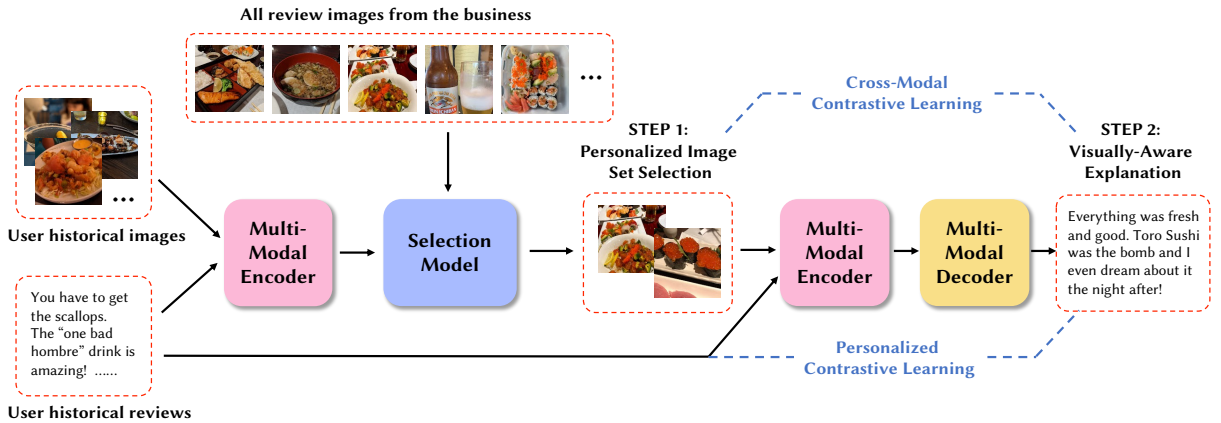 All review images from the business
...
Cross-Modal
Contrastive Learning
STEP 1:
Personalized Image
Set Selection
STEP 2:
Visually-Aware
Explanation
...
User historical images
Multi-
Modal
Encoder
Selection
Model
Multi-
Modal
Encoder
Multi-
Modal
Decoder
Everything was fresh
and good. Toro Sushi
was the bomb and I
even dream about it
the night after!
You have to get
the scallops.
The “one bad
hombre” drink is
amazing! ......
User historical reviews
Personalized
Contrastive Learning